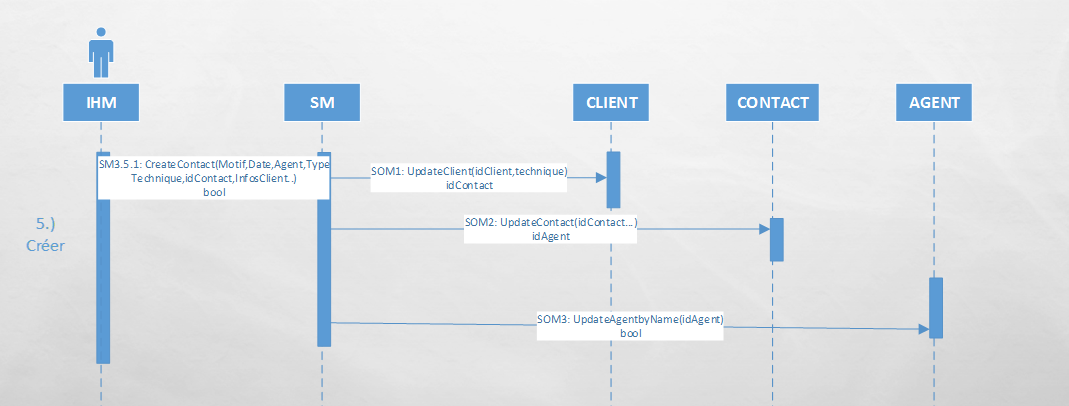 IHM
SM
CLIENT
CONTACT
AGENT
SM3.5.1: CreateContact(Motif,Date,Agent,Type
Technique,idContact,InfosClient..)
bool
SOM1: UpdateClient(idClient,technique)
idContact
5.)
Créer
SOM2: UpdateContact(idContact...)
idAgent
SOM3: UpdateAgentbyName(idAgent)
bool